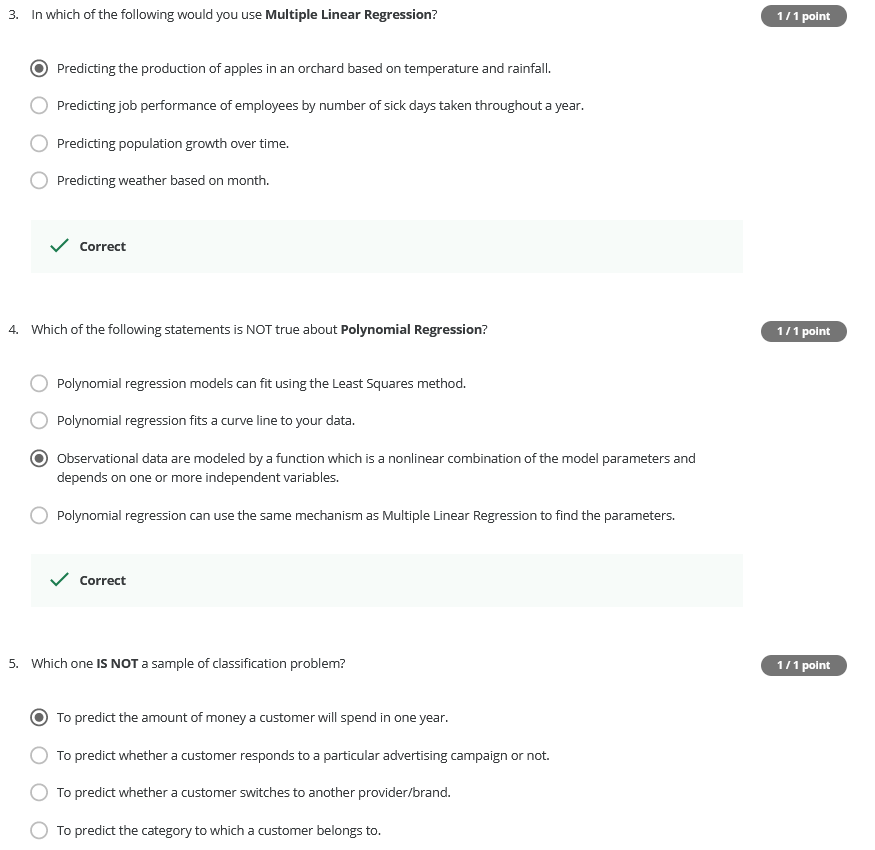 3. In which of the following would you use Multiple Linear Regression?
1 / 1 point
Predicting the production of apples in an orchard based on temperature and rainfall.
Predicting job performance of employees by number of sick days taken throughout a year.
Predicting population growth over time.
Predicting weather based on month.
Correct
4. Which of the following statements is NOT true about Polynomial Regression?
1 / 1 point
Polynomial regression models can fit using the Least Squares method.
Polynomial regression fits a curve line to your data.
Observational data are modeled by a function which is a nonlinear combination of the model parameters and
depends on one or more independent variables.
Polynomial regression can use the same mechanism as Multiple Linear Regression to find the parameters.
Correct
5. Which one IS NOT a sample of classification problem?
1 / 1 point
To predict the amount of money a customer will spend in one year.
To predict whether a customer responds to a particular advertising campaign or not.
To predict whether a customer switches to another provider/brand.
To predict the category to which a customer belongs to.